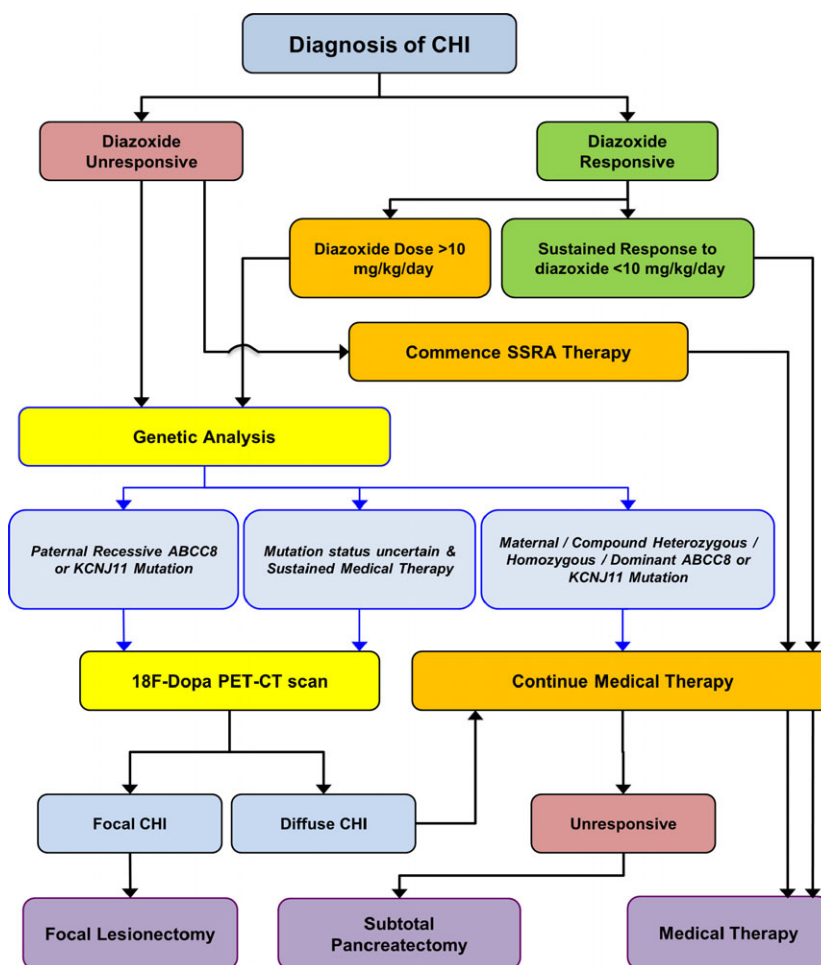 Diagnosis of CHI
Diazoxide
Unresponsive
Diazoxide
Responsive
Diazoxide Dose >10
mg/kg/day
Sustained Response to
diazoxide <10 mg/kg/day
Commence SSRA Therapy
Genetic Analysis
Paternal Recessive ABCC8
or KCNJ11 Mutation
Mutation status uncertain &
Sustained Medical Therapy
Maternal / Compound Heterozygous /
Homozygous / Dominant ABCC8 or
KCNJ11 Mutation
18F-Dopa PET-CT scan
Continue Medical Therapy
Focal CHI
Diffuse CHI
Unresponsive
Focal Lesionectomy
Subtotal
Pancreatectomy
Medical Therapy